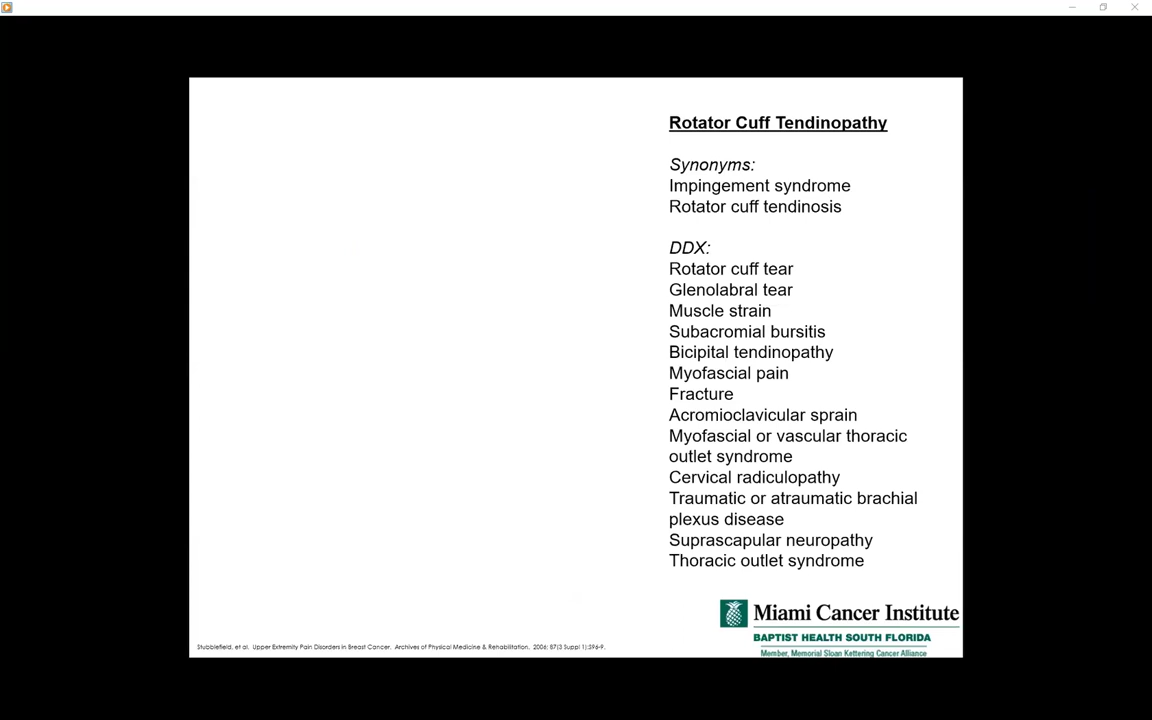 Rotator Cuff Tendinopathy
Synonyms:
Impingement syndrome
Rotator cuff tendinosis
DDX:
Rotator cuff tear
Glenolabral tear
Muscle strain
Subacromial bursitis
Bicipital tendinopathy
Myofascial pain
Fracture
Acromioclavicular sprain
Myofascial or vascular thoracic
outlet syndrome
Cervical radiculopathy
Traumatic or atraumatic brachial
plexus disease
Suprascapular neuropathy
Thoracic outlet syndrome
Miami Cancer Institute
BAPTIST HEALTH SOUTH FLORIDA
Member, Memorial Sloan Kettering Cancer Alliance
Stubblefield, et al. Upper Extremity Pain Disorders in Breast Cancer. Archives of Physical Medicine & Rehabilitation. 2006; 87(3 Suppl 1):S96-9.